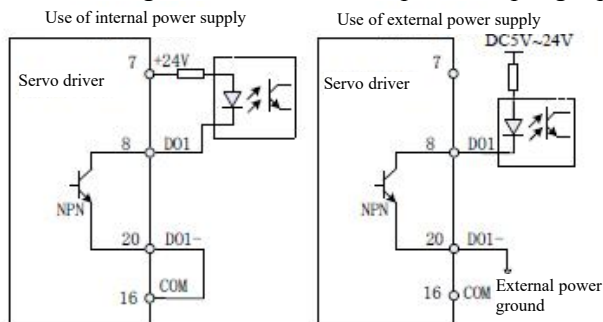 Use of internal power supply
7
+24V
Servo driver
8
DO1
NPN
20
DO1-
COM
16
Use of external power supply
DC5V~24V
7
Servo driver
8
DO1
NPN
20
DO1-
16
COM
External power
ground